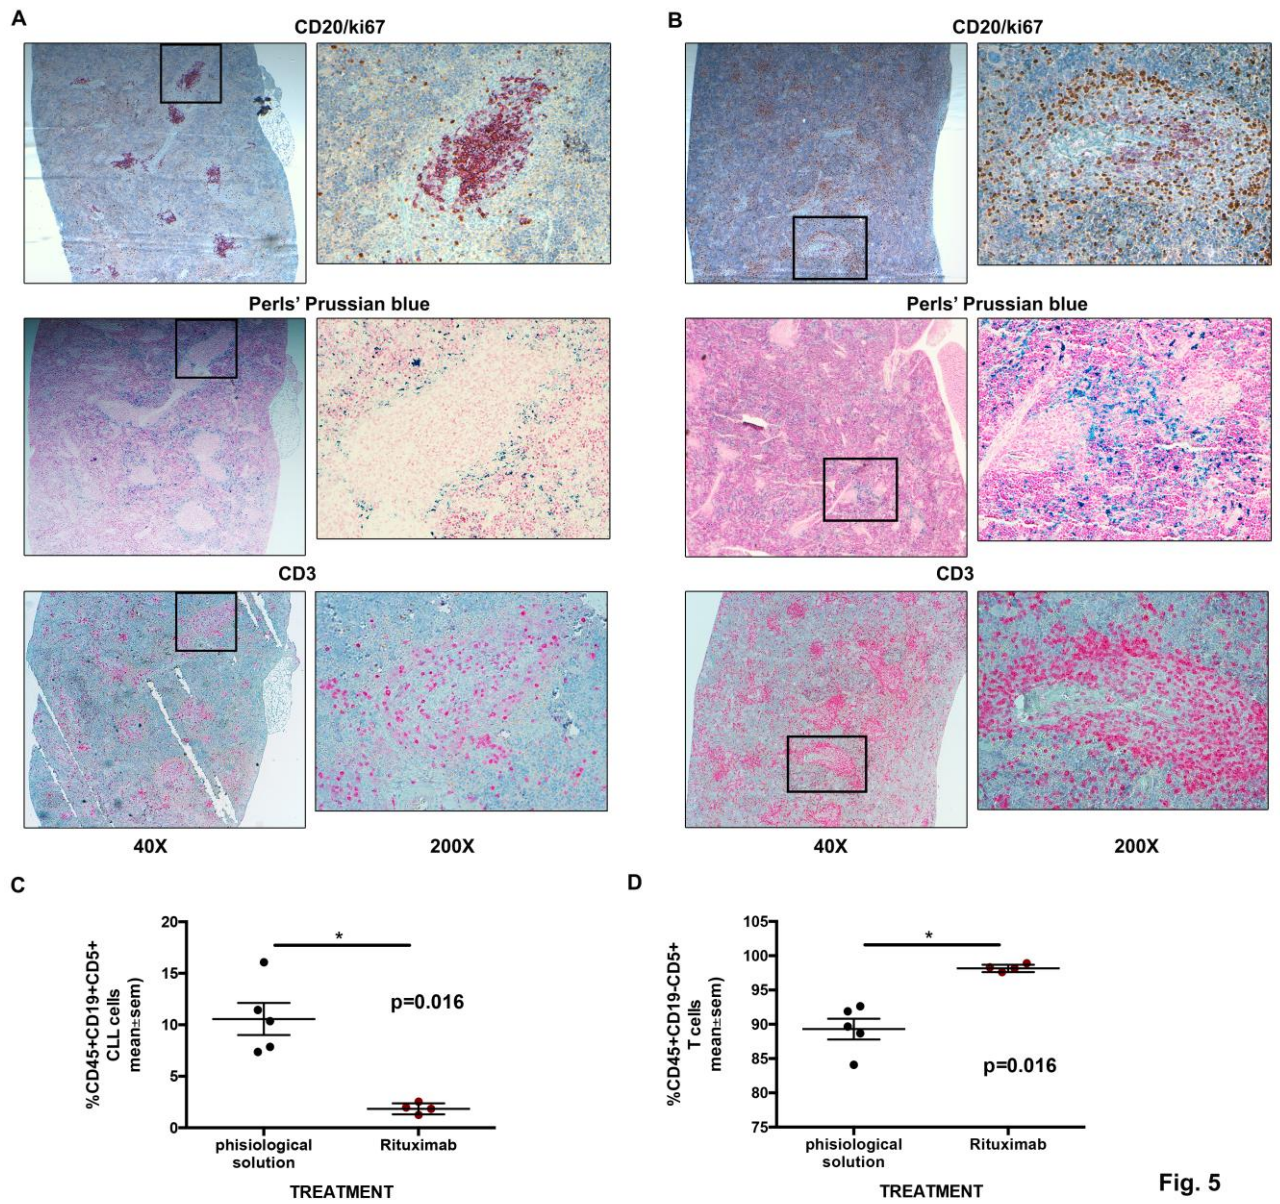 A
CD20/ki67
Perls’ Prussian blue
CD3
40X
200X
B
CD20/ki67
Perls’ Prussian blue
CD3
40X
200X
C
%CD45+CD19+CD5+
CLL cells
mean±sem)
20
15
10
5
0
*
p=0.016
phisiological
solution
Rituximab
TREATMENT
D
%CD45+CD19-CD5+
T cells
mean±sem)
105
100
95
90
85
80
75
*
p=0.016
phisiological
solution
Rituximab
TREATMENT
Fig. 5